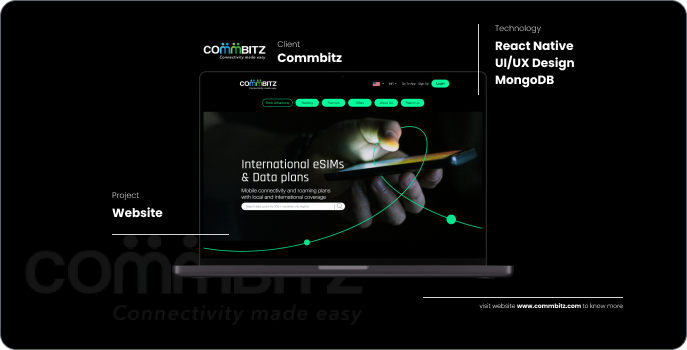 COMMBITZ
Connectivity made easy
Client
Commbitz
Technology
React Native
UI/UX Design
MongoDB
COMMBITZ
Login
International eSIMs
& Data plans
Mobile connectivity and roaming plans
with local and international coverage
Project
Website
COMMBITZ
Connectivity made easy
visit website www.commbitz.com to know more